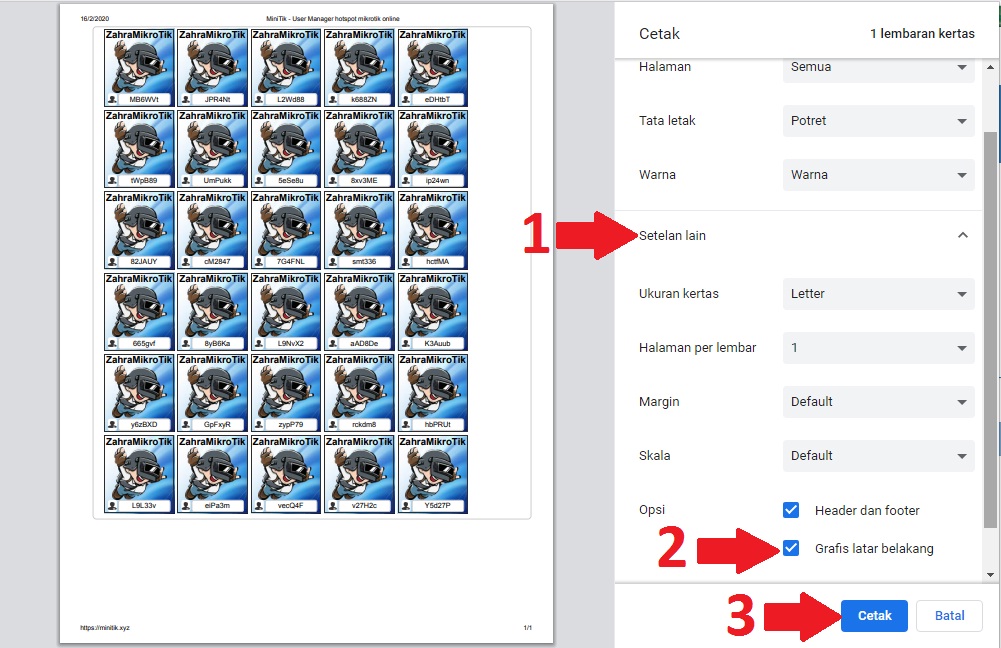 16/2/2020 MiniTik - User Manager hotspot mikrotik online
ZahraMikroTik ZahraMikroTik ZahraMikroTik ZahraMikroTik ZahraMikroTik
MB6WVt JPR4Nt L2Wd88 k688ZN eDHtbT
ZahraMikroTik ZahraMikroTik ZahraMikroTik ZahraMikroTik ZahraMikroTik
tWpB89 UmPukk 5eSe8u 8xv3ME ip24wn
ZahraMikroTik ZahraMikroTik ZahraMikroTik ZahraMikroTik ZahraMikroTik
82JAUY cM2847 7G4FNL smt336 hctfMA
ZahraMikroTik ZahraMikroTik ZahraMikroTik ZahraMikroTik ZahraMikroTik
665gvf 8yB6Ka L9NvX2 aAD8De K3Auub
ZahraMikroTik ZahraMikroTik ZahraMikroTik ZahraMikroTik ZahraMikroTik
y6zBXD GpFxyR zypP79 rckdm8 hbPRUt
ZahraMikroTik ZahraMikroTik ZahraMikroTik ZahraMikroTik ZahraMikroTik
L9L33v eiPa3m vecQ4F v27H2c Y5d27P
https://minitik.xyz 1/1
Cetak 1 lembaran kertas
Halaman Semua
Tata letak Potret
Warna Warna
1 Setelan lain
Ukuran kertas Letter
Halaman per lembar 1
Margin Default
Skala Default
Opsi Header dan footer
2 Grafis latar belakang
3 Cetak Batal